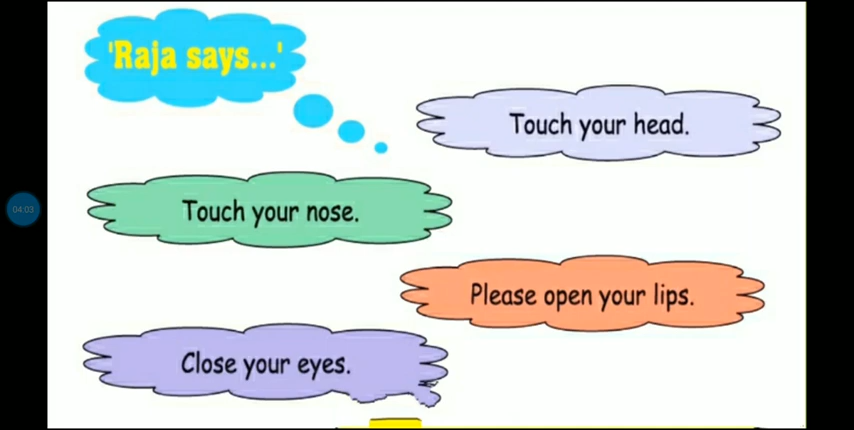 'Raja says...'
Touch your head.
Touch your nose.
Please open your lips.
Close your eyes.
04:03